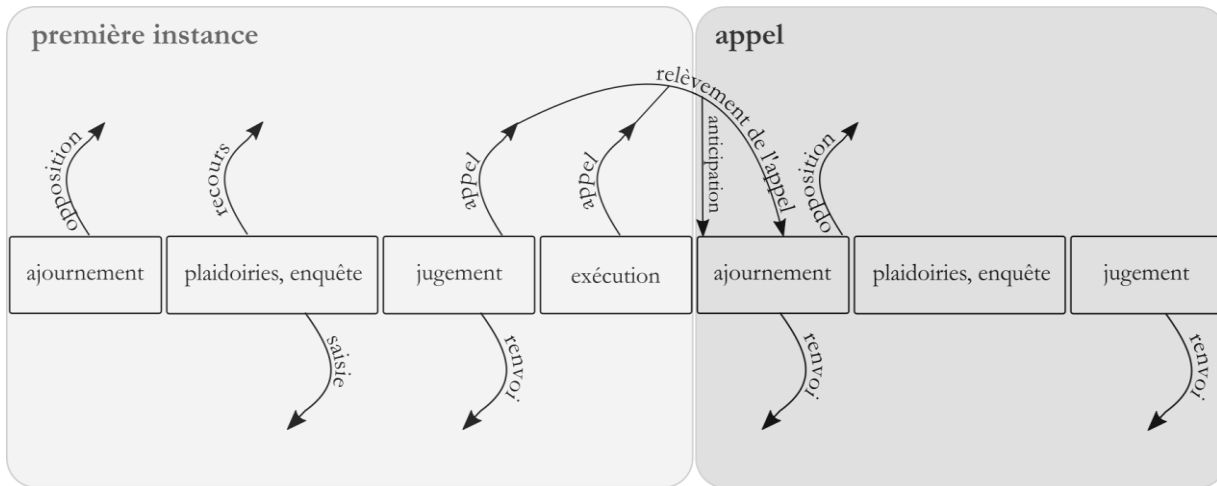 première instance
appel
relèvement de l'appel
opposition
recours
appel
appel
anticipation
opposition
ajournement
plaidoiries, enquête
jugement
exécution
ajournement
plaidoiries, enquête
jugement
saisie
renvoi
renvoi
renvoi